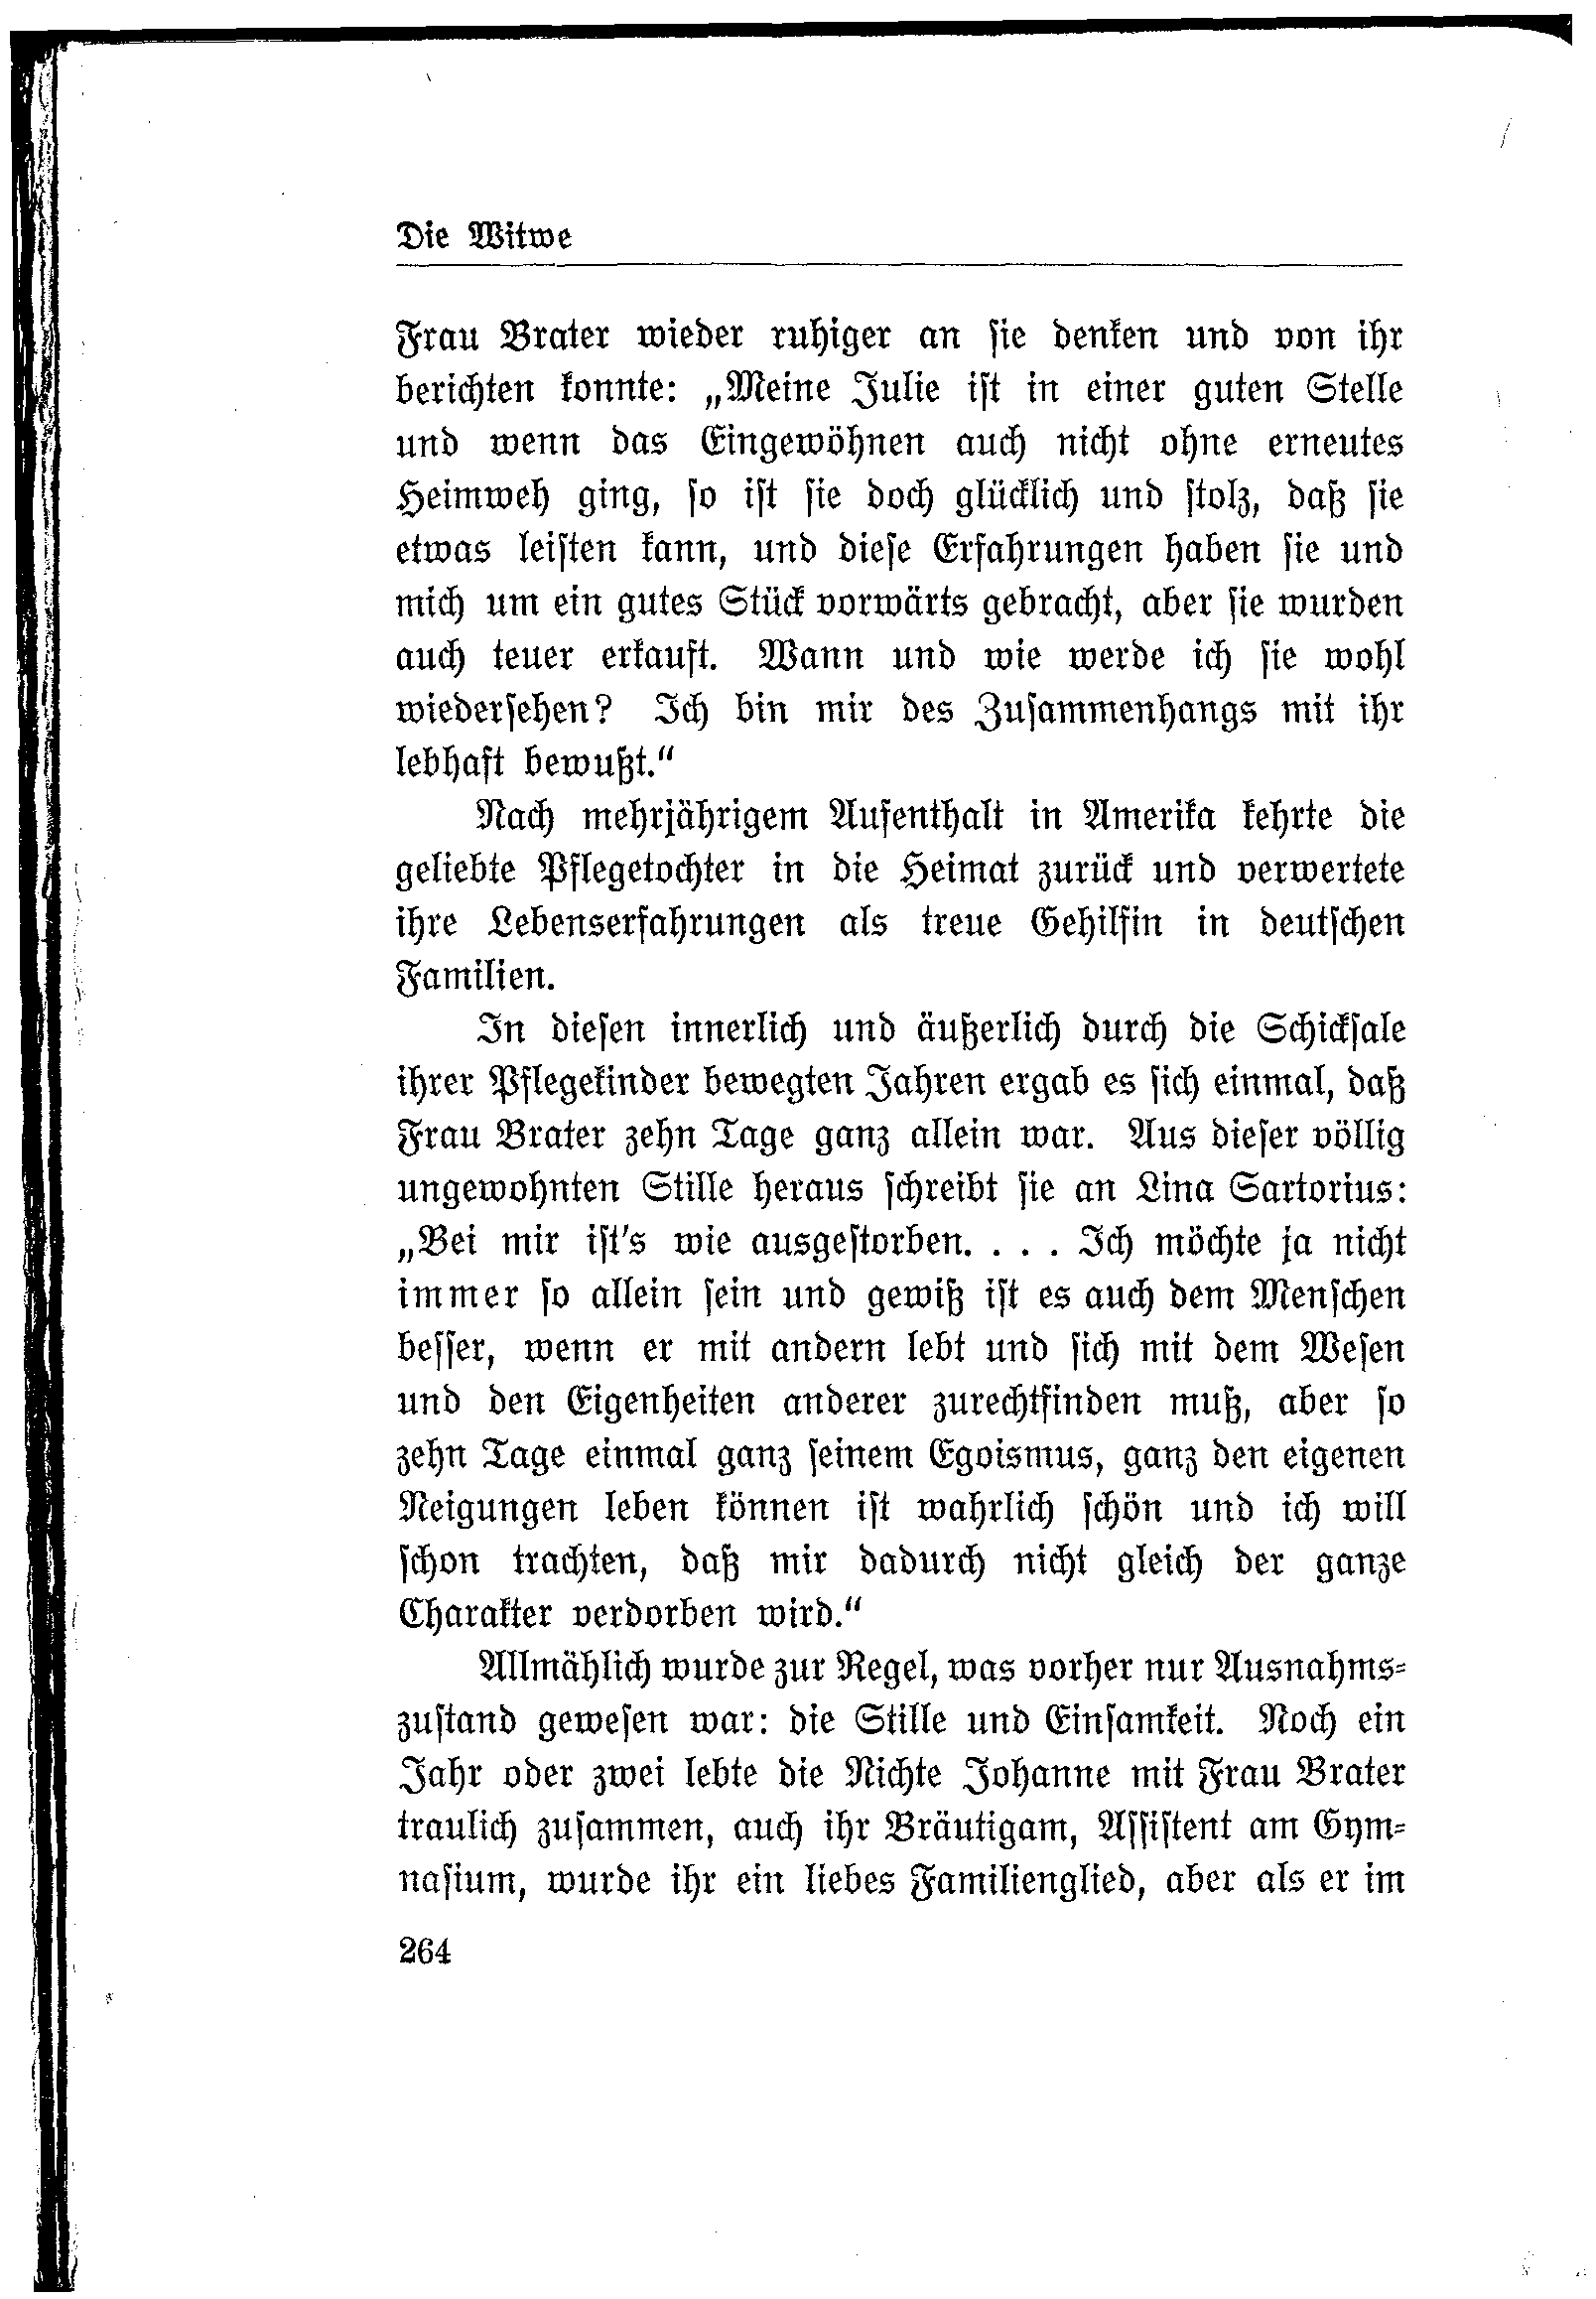 Die Witwe
Frau Brater wieder ruhiger an sie denken und von ihr
berichten konnte: „Meine Julie ist in einer guten Stelle
und wenn das Eingewöhnen auch nicht ohne erneutes
Heimweh ging, so ist sie doch glücklich und stolz, daß sie
etwas leisten kann, und diese Erfahrungen haben sie und
mich um ein gutes Stück vorwärts gebracht, aber sie wurden
auch teuer erkauft. Wann und wie werde ich sie wohl
wiedersehen? Ich bin mir des Zusammenhangs mit ihr
lebhaft bewußt.“
Nach mehrjährigem Aufenthalt in Amerika kehrte die
geliebte Pflegetochter in die Heimat zurück und verwertete
ihre Lebenserfahrungen als treue Gehilfin in deutschen
Familien.
In diesen innerlich und äußerlich durch die Schicksale
ihrer Pflegekinder bewegten Jahren ergab es sich einmal, daß
Frau Brater zehn Tage ganz allein war. Aus dieser völlig
ungewohnten Stille heraus schreibt sie an Lina Sartorius:
„Bei mir ist's wie ausgestorben. . . . Ich möchte ja nicht
immer so allein sein und gewiß ist es auch dem Menschen
besser, wenn er mit andern lebt und sich mit dem Wesen
und den Eigenheiten anderer zurechtfinden muß, aber so
zehn Tage einmal ganz seinem Egoismus, ganz den eigenen
Neigungen leben können ist wahrlich schön und ich will
schon trachten, daß mir dadurch nicht gleich der ganze
Charakter verdorben wird.“
Allmählich wurde zur Regel, was vorher nur Ausnahms-
zustand gewesen war: die Stille und Einsamkeit. Noch ein
Jahr oder zwei lebte die Nichte Johanne mit Frau Brater
traulich zusammen, auch ihr Bräutigam, Assistent am Gym-
nasium, wurde ihr ein liebes Familienglied, aber als er im
264